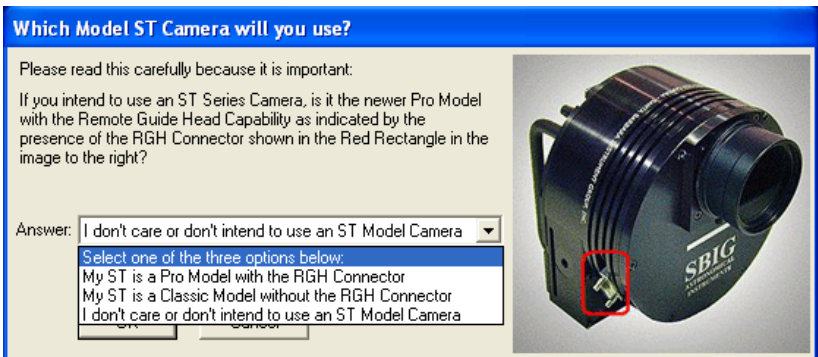 Which Model ST Camera will you use?
Please read this carefully because it is important:
If you intend to use an ST Series Camera, is it the newer Pro Model
with the Remote Guide Head Capability as indicated by the
presence of the RGH Connector shown in the Red Rectangle in the
image to the right?
Answer: I don't care or don't intend to use an ST Model Camera
Select one of the three options below:
My ST is a Pro Model with the RGH Connector
My ST is a Classic Model without the RGH Connector
I don't care or don't intend to use an ST Model Camera
SBIG
ASTRONOMICAL
INSTRUMENTS